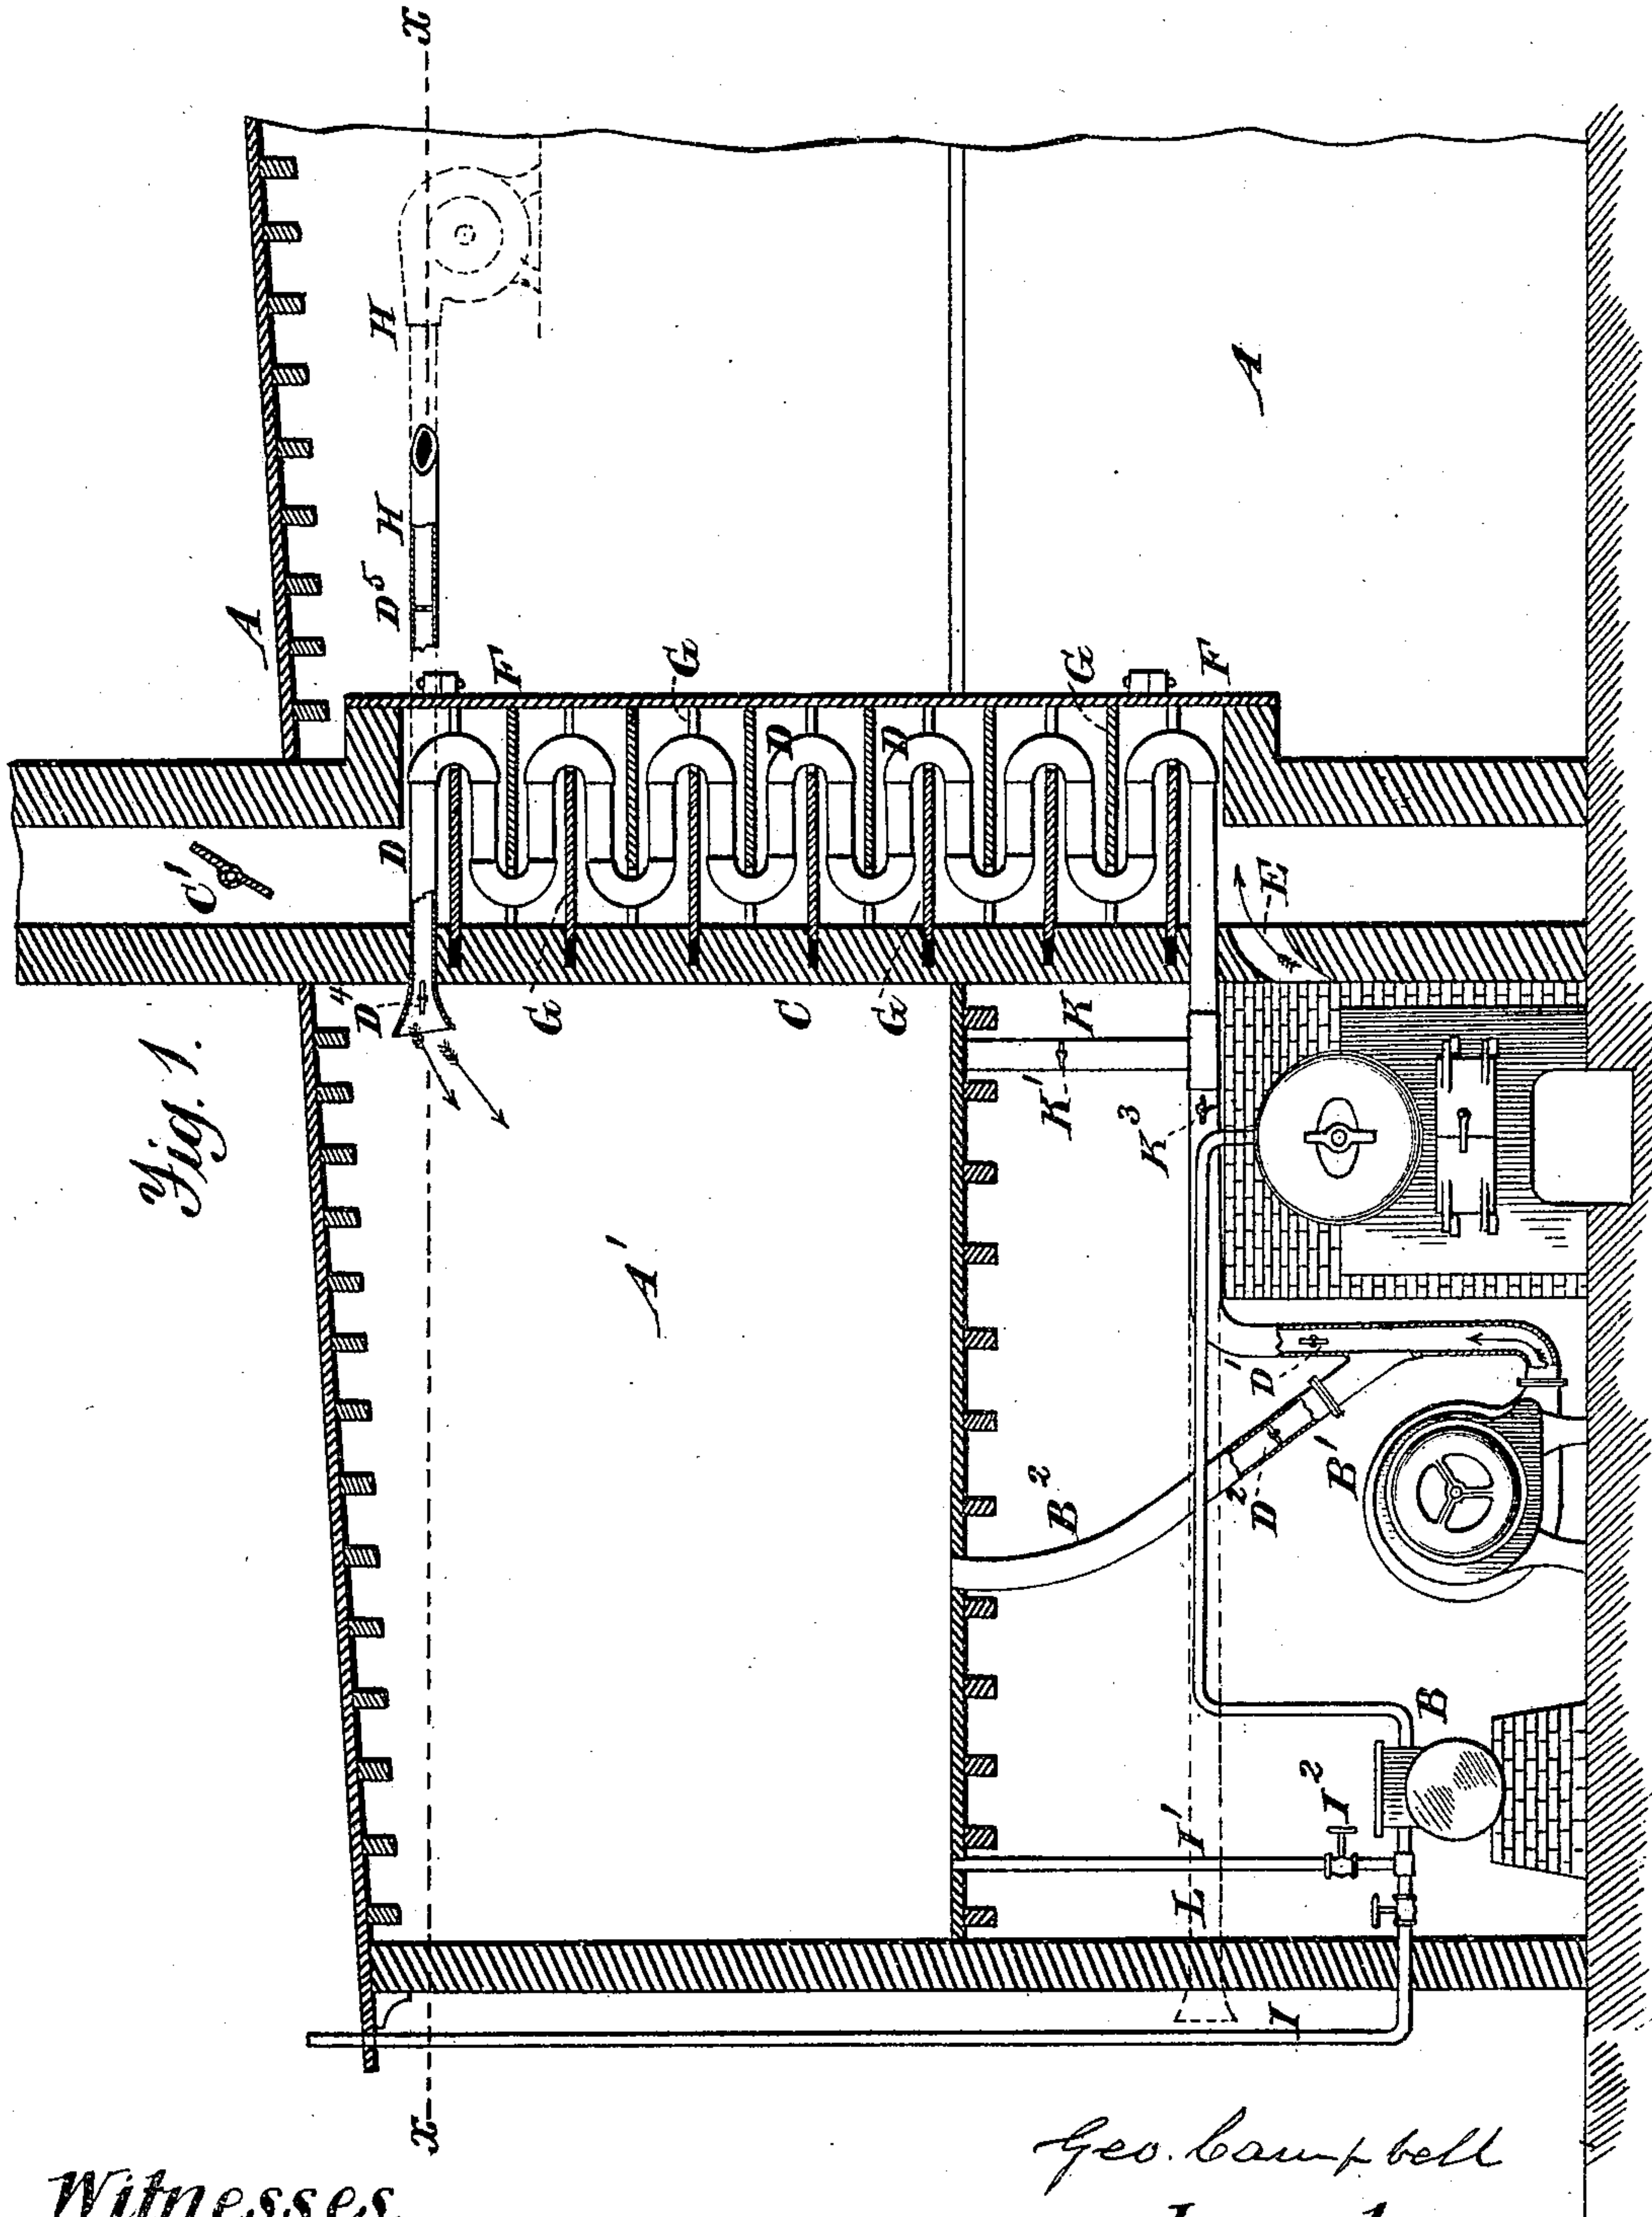 Fig. 1.
x
x
A
H
H
D⁵
F
G
G
F
A
C'
D
D
D
E
D⁴
G
C
G
K
K'
K³
A'
D'
D²
B'
B²
B
I²
I'
L
I
Witnesses
Geo. Campbell